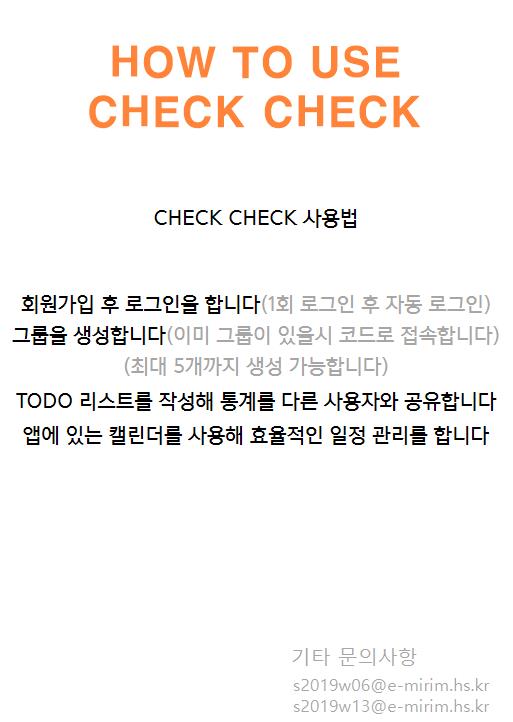 HOW TO USE
CHECK CHECK
CHECK CHECK 사용법
회원가입 후 로그인을 합니다(1회 로그인 후 자동 로그인)
그룹을 생성합니다(이미 그룹이 있을시 코드로 접속합니다)
(최대 5개까지 생성 가능합니다)
TODO 리스트를 작성해 통계를 다른 사용자와 공유합니다
앱에 있는 캘린더를 사용해 효율적인 일정 관리를 합니다
기타 문의사항
s2019w06@e-mirim.hs.kr
s2019w13@e-mirim.hs.kr